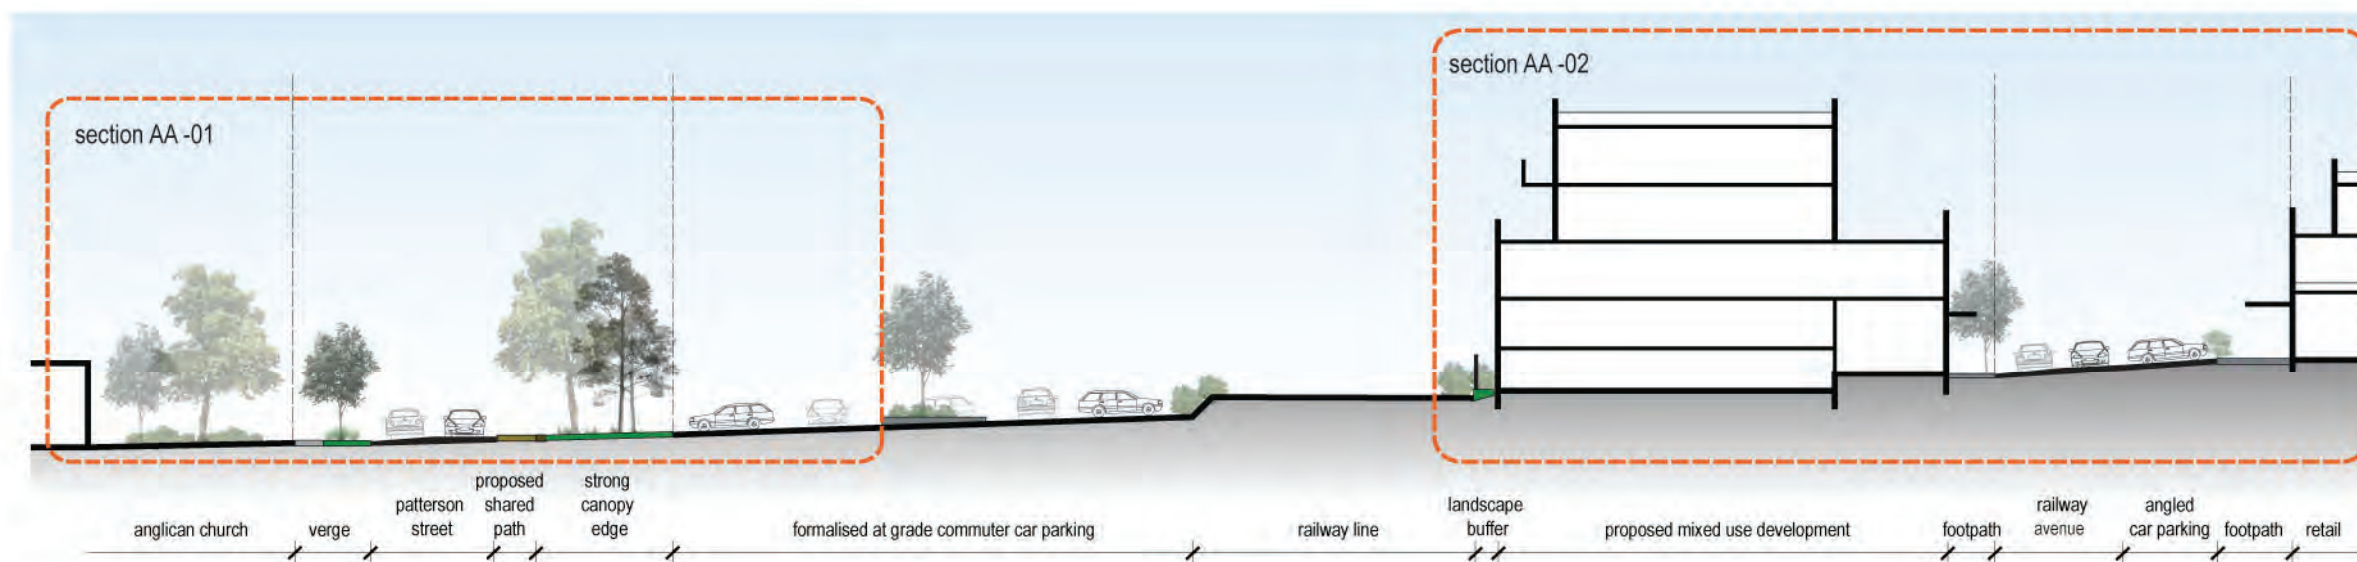 section AA -01
section AA -02
anglican church
verge
patterson
street
proposed
shared
path
strong
canopy
edge
formalised at grade commuter car parking
railway line
landscape
buffer
proposed mixed use development
footpath
railway
avenue
angled
car parking
footpath
retail